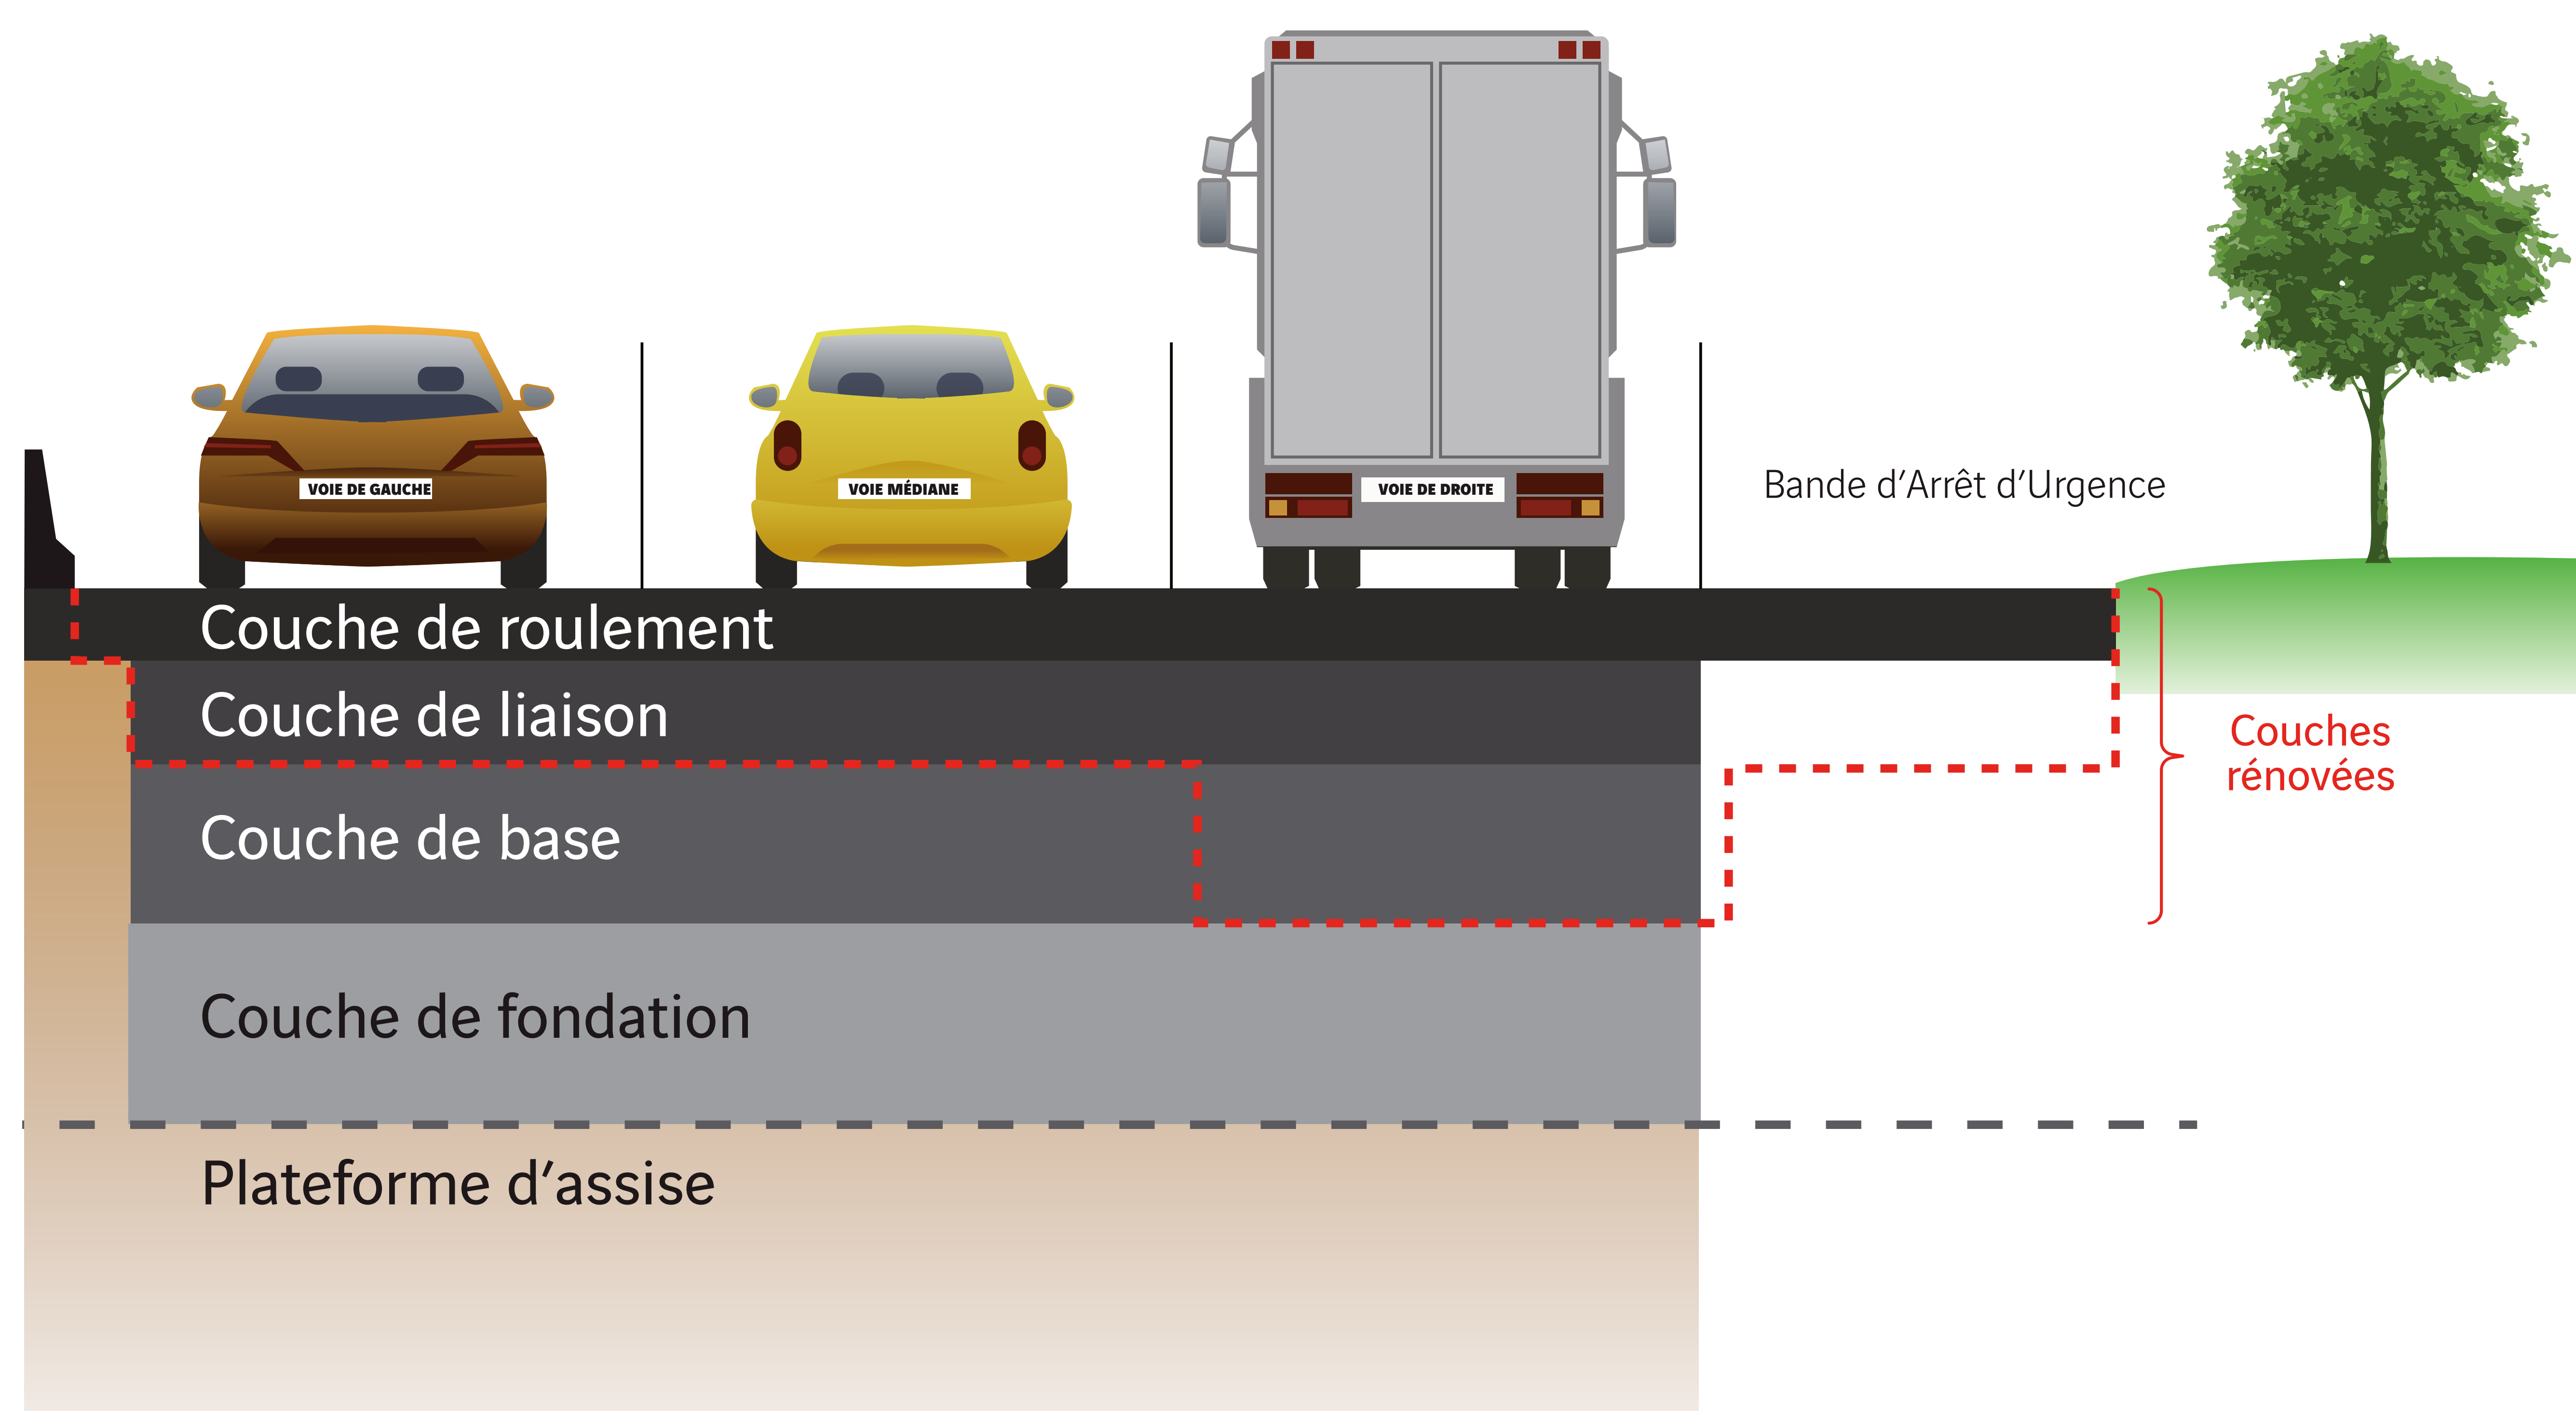 VOIE DE GAUCHE
VOIE MÉDIANE
VOIE DE DROITE
Bande d'Arrêt d'Urgence
Couche de roulement
Couche de liaison
Couche de base
Couche de fondation
Plateforme d'assise
Couches
rénovées